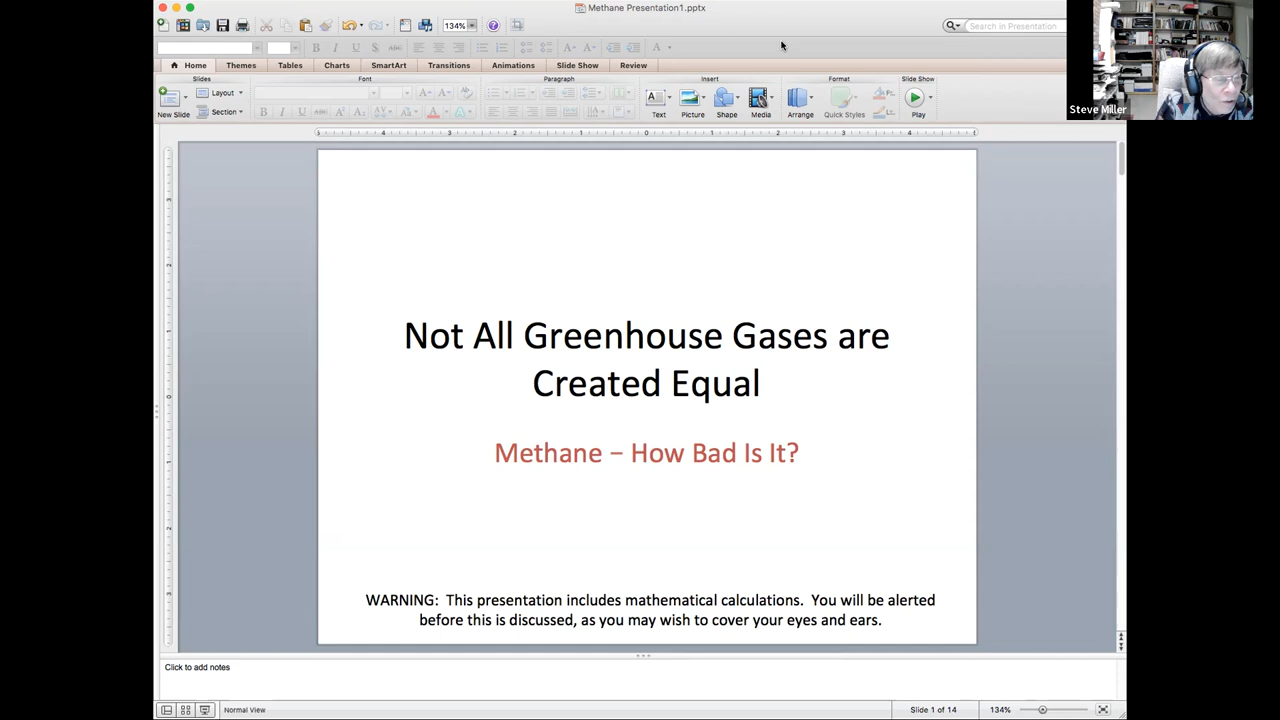 Methane Presentation1.pptx
134%
Search in Presentation
Home Themes Tables Charts SmartArt Transitions Animations Slide Show Review
Slides Font Paragraph Insert Format Slide Show
Layout
Section
New Slide Text Picture Shape Media Arrange Quick Styles Play
Steve Miller
Not All Greenhouse Gases are
Created Equal
Methane – How Bad Is It?
WARNING: This presentation includes mathematical calculations. You will be alerted
before this is discussed, as you may wish to cover your eyes and ears.
Click to add notes
Normal View Slide 1 of 14 134%